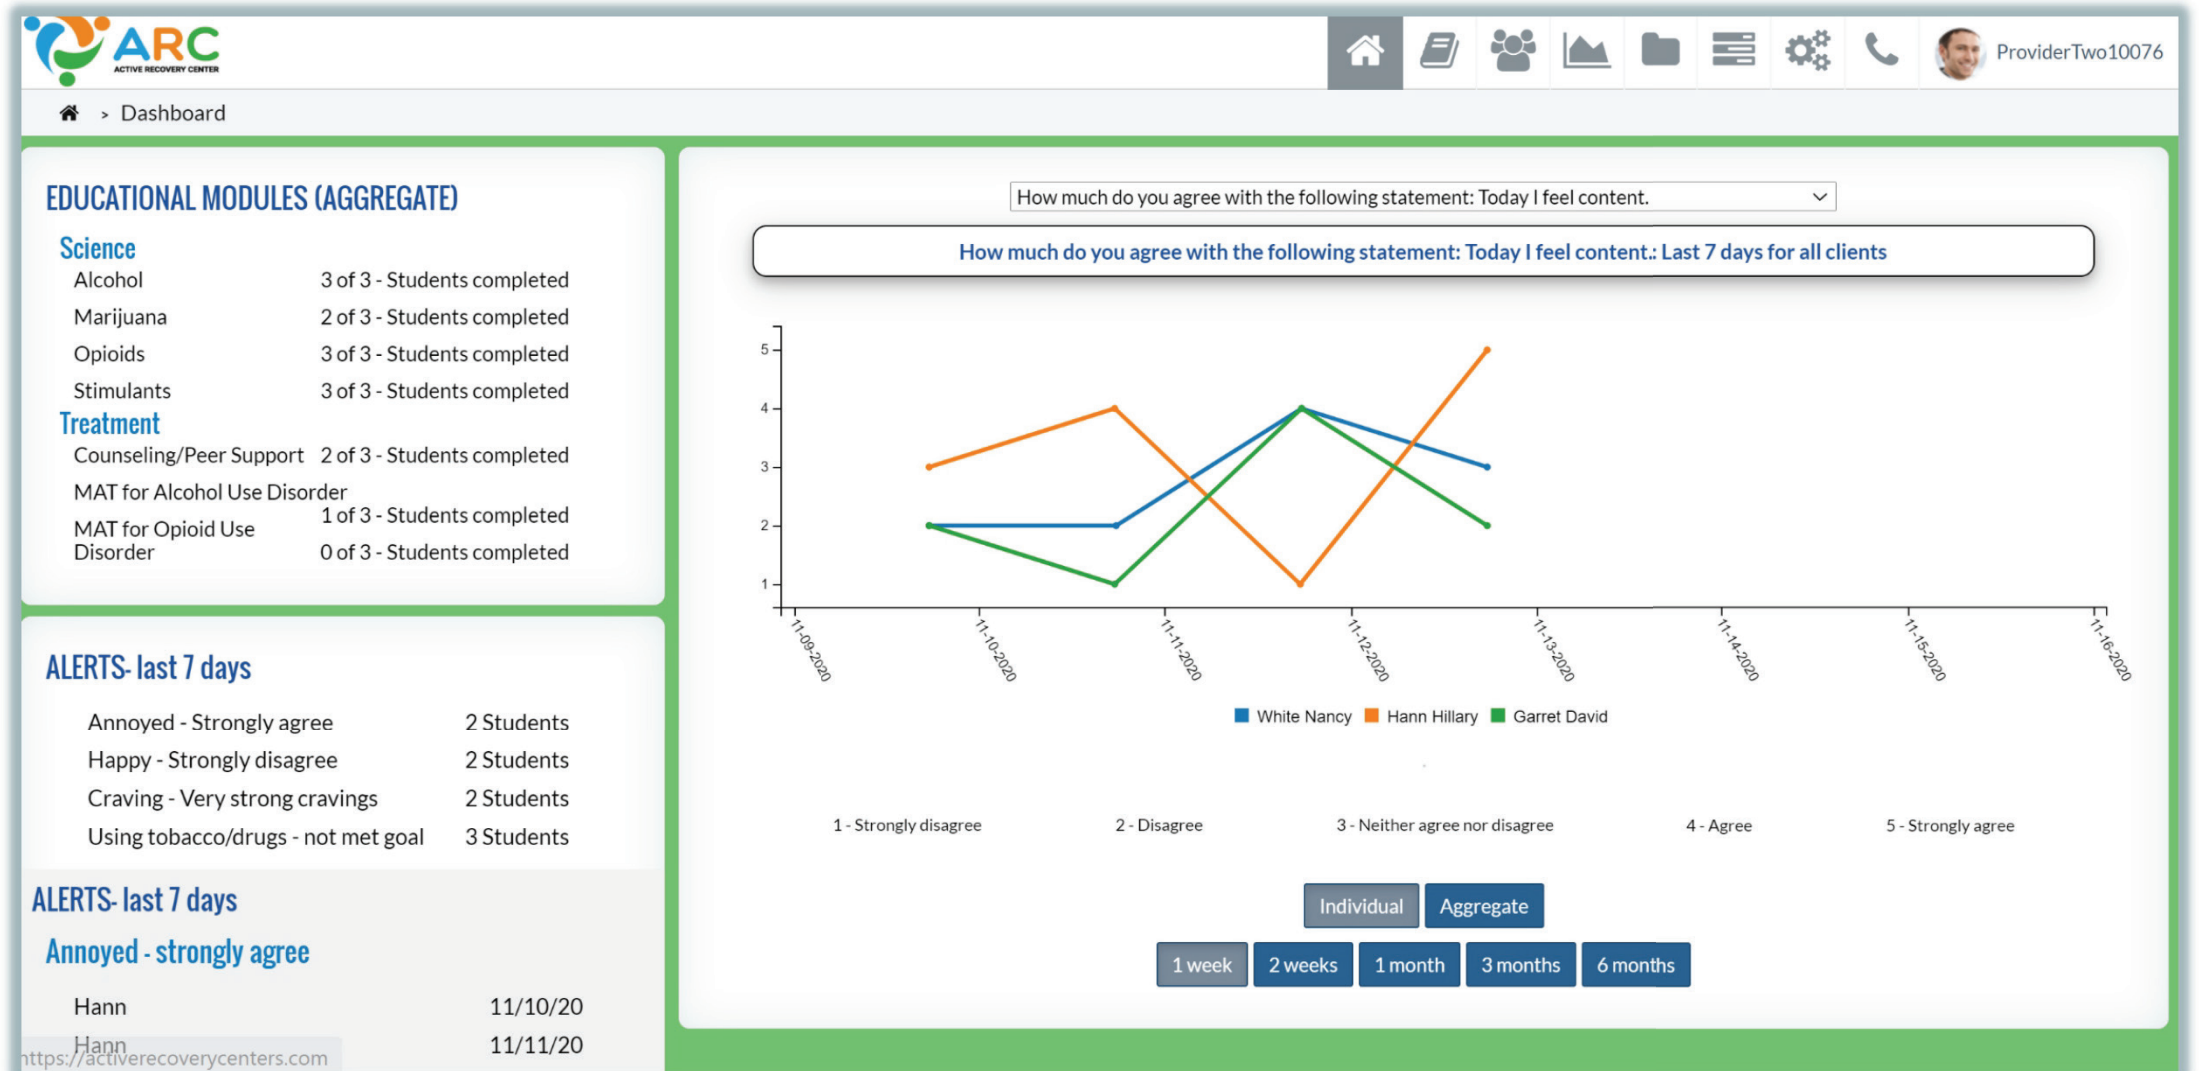 ARC
ACTIVE RECOVERY CENTER
ProviderTwo10076
> Dashboard
EDUCATIONAL MODULES (AGGREGATE)
Science
Alcohol 3 of 3 - Students completed
Marijuana 2 of 3 - Students completed
Opioids 3 of 3 - Students completed
Stimulants 3 of 3 - Students completed
Treatment
Counseling/Peer Support 2 of 3 - Students completed
MAT for Alcohol Use Disorder
1 of 3 - Students completed
MAT for Opioid Use
Disorder 0 of 3 - Students completed
ALERTS- last 7 days
Annoyed - Strongly agree 2 Students
Happy - Strongly disagree 2 Students
Craving - Very strong cravings 2 Students
Using tobacco/drugs - not met goal 3 Students
ALERTS- last 7 days
Annoyed - strongly agree
Hann 11/10/20
Hann 11/11/20
https://activerecoverycenters.com
How much do you agree with the following statement: Today I feel content.
How much do you agree with the following statement: Today I feel content.: Last 7 days for all clients
5
4
3
2
1
11-09-2020 11-10-2020 11-11-2020 11-12-2020 11-13-2020 11-14-2020 11-15-2020 11-16-2020
White Nancy Hann Hillary Garret David
1 - Strongly disagree 2 - Disagree 3 - Neither agree nor disagree 4 - Agree 5 - Strongly agree
Individual Aggregate
1 week 2 weeks 1 month 3 months 6 months